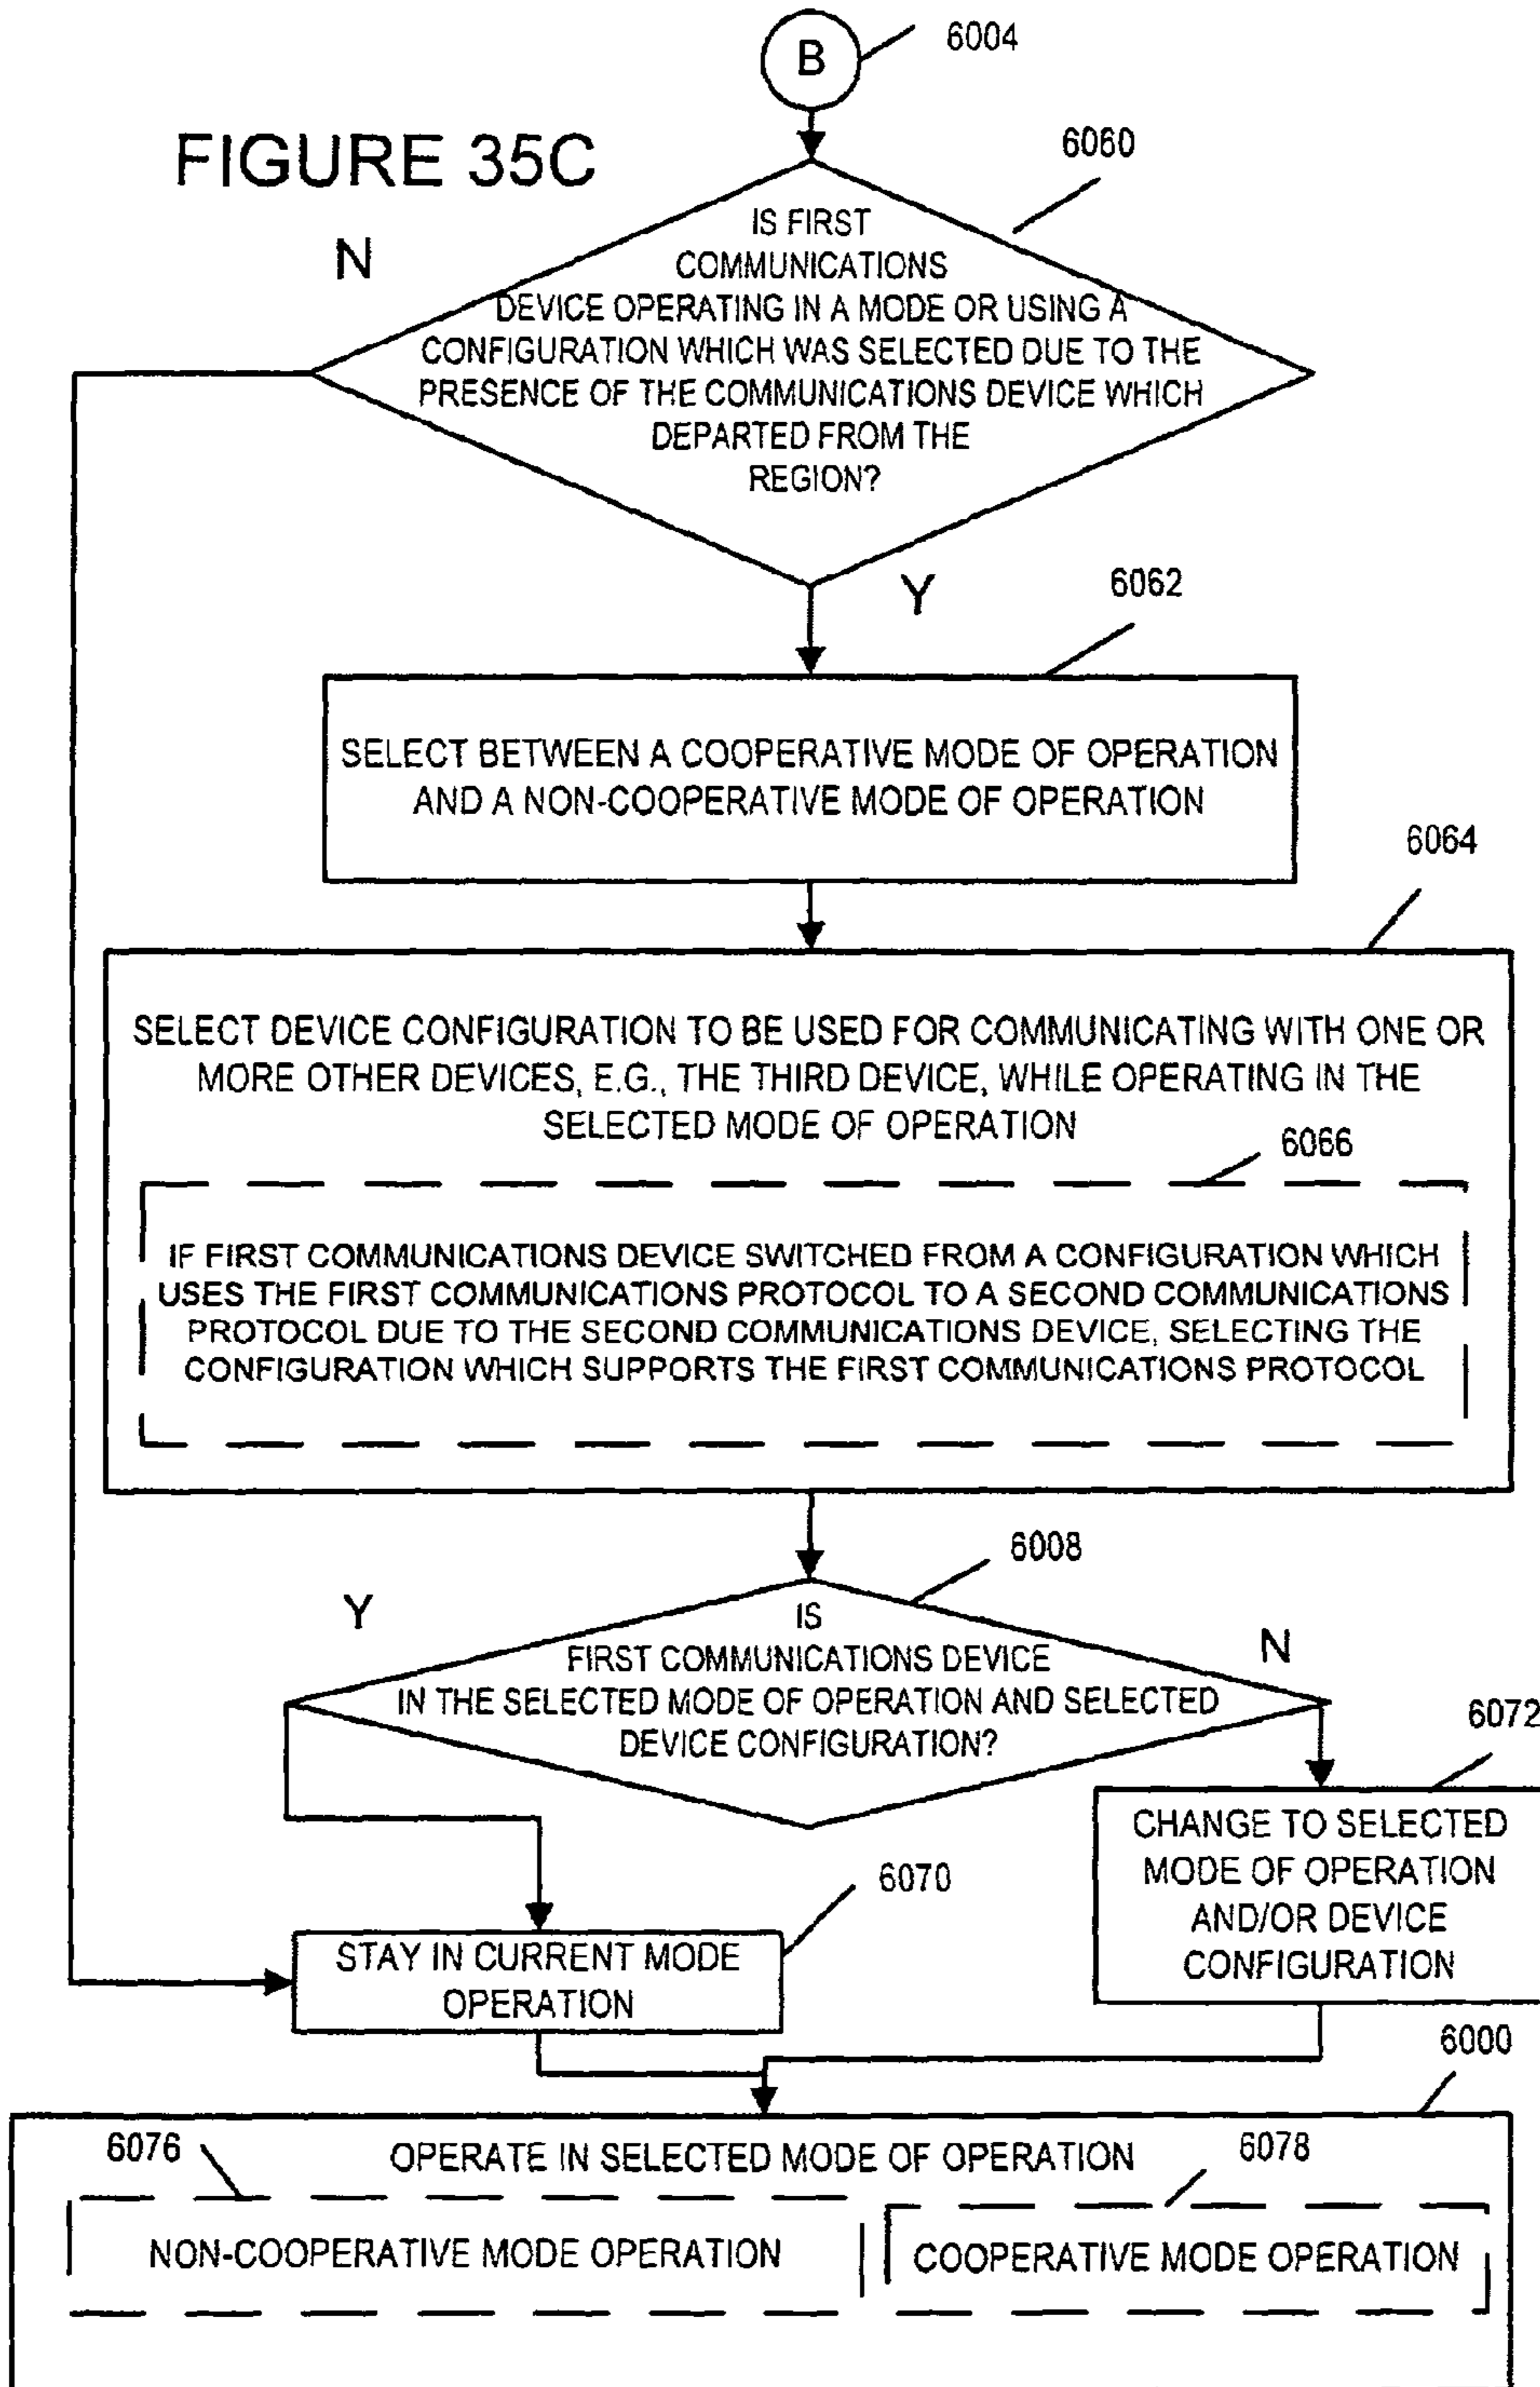 B
6004
FIGURE 35C
6060
N
IS FIRST
COMMUNICATIONS
DEVICE OPERATING IN A MODE OR USING A
CONFIGURATION WHICH WAS SELECTED DUE TO THE
PRESENCE OF THE COMMUNICATIONS DEVICE WHICH
DEPARTED FROM THE
REGION?
Y
6062
SELECT BETWEEN A COOPERATIVE MODE OF OPERATION
AND A NON-COOPERATIVE MODE OF OPERATION
6064
SELECT DEVICE CONFIGURATION TO BE USED FOR COMMUNICATING WITH ONE OR
MORE OTHER DEVICES, E.G., THE THIRD DEVICE, WHILE OPERATING IN THE
SELECTED MODE OF OPERATION
6066
IF FIRST COMMUNICATIONS DEVICE SWITCHED FROM A CONFIGURATION WHICH
USES THE FIRST COMMUNICATIONS PROTOCOL TO A SECOND COMMUNICATIONS
PROTOCOL DUE TO THE SECOND COMMUNICATIONS DEVICE, SELECTING THE
CONFIGURATION WHICH SUPPORTS THE FIRST COMMUNICATIONS PROTOCOL
6008
Y
IS
FIRST COMMUNICATIONS DEVICE
IN THE SELECTED MODE OF OPERATION AND SELECTED
DEVICE CONFIGURATION?
N
6072
CHANGE TO SELECTED
MODE OF OPERATION
AND/OR DEVICE
CONFIGURATION
6070
STAY IN CURRENT MODE
OPERATION
6000
6076
OPERATE IN SELECTED MODE OF OPERATION
6078
NON-COOPERATIVE MODE OPERATION
COOPERATIVE MODE OPERATION